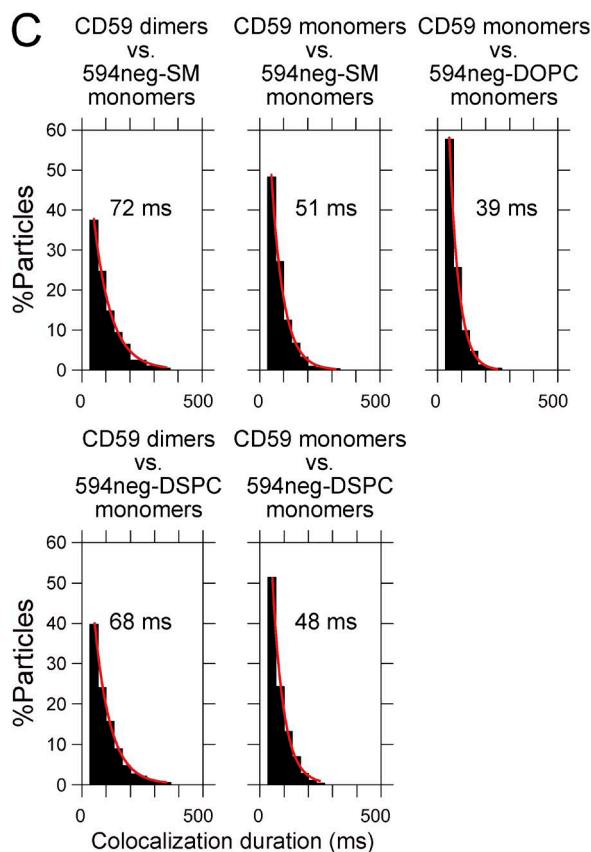 C
CD59 dimers
vs.
594neg-SM
monomers
CD59 monomers
vs.
594neg-SM
monomers
CD59 monomers
vs.
594neg-DOPC
monomers
%Particles
60
50
40
30
20
10
0
72 ms
51 ms
39 ms
0 500
0 500
0 500
CD59 dimers
vs.
594neg-DSPC
monomers
CD59 monomers
vs.
594neg-DSPC
monomers
%Particles
60
50
40
30
20
10
0
68 ms
48 ms
0 500
0 500
Colocalization duration (ms)